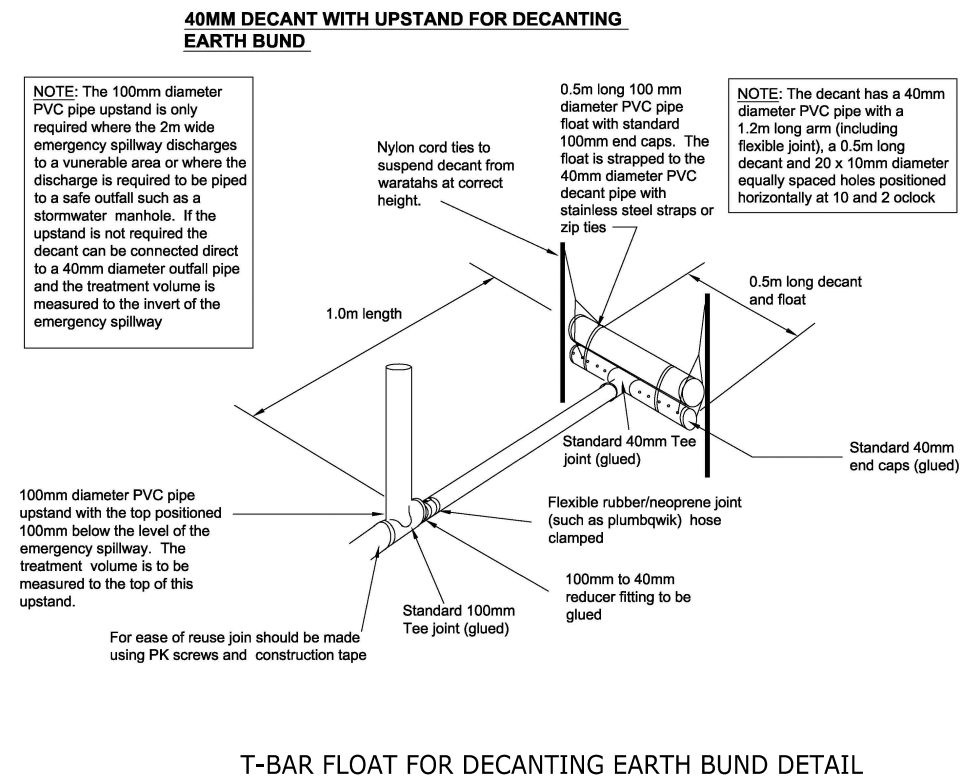 40MM DECANT WITH UPSTAND FOR DECANTING
EARTH BUND
NOTE: The 100mm diameter
PVC pipe upstand is only
required where the 2m wide
emergency spillway discharges
to a vunerable area or where the
discharge is required to be piped
to a safe outfall such as a
stormwater manhole. If the
upstand is not required the
decant can be connected direct
to a 40mm diameter outfall pipe
and the treatment volume is
measured to the invert of the
emergency spillway
Nylon cord ties to
suspend decant from
waratahs at correct
height.
0.5m long 100 mm
diameter PVC pipe
float with standard
100mm end caps. The
float is strapped to the
40mm diameter PVC
decant pipe with
stainless steel straps or
zip ties
NOTE: The decant has a 40mm
diameter PVC pipe with a
1.2m long arm (including
flexible joint), a 0.5m long
decant and 20 x 10mm diameter
equally spaced holes positioned
horizontally at 10 and 2 oclock
1.0m length
0.5m long decant
and float
Standard 40mm Tee
joint (glued)
Standard 40mm
end caps (glued)
100mm diameter PVC pipe
upstand with the top positioned
100mm below the level of the
emergency spillway. The
treatment volume is to be
measured to the top of this
upstand.
Flexible rubber/neoprene joint
(such as plumbqwik) hose
clamped
100mm to 40mm
reducer fitting to be
glued
Standard 100mm
Tee joint (glued)
For ease of reuse join should be made
using PK screws and construction tape
T-BAR FLOAT FOR DECANTING EARTH BUND DETAIL